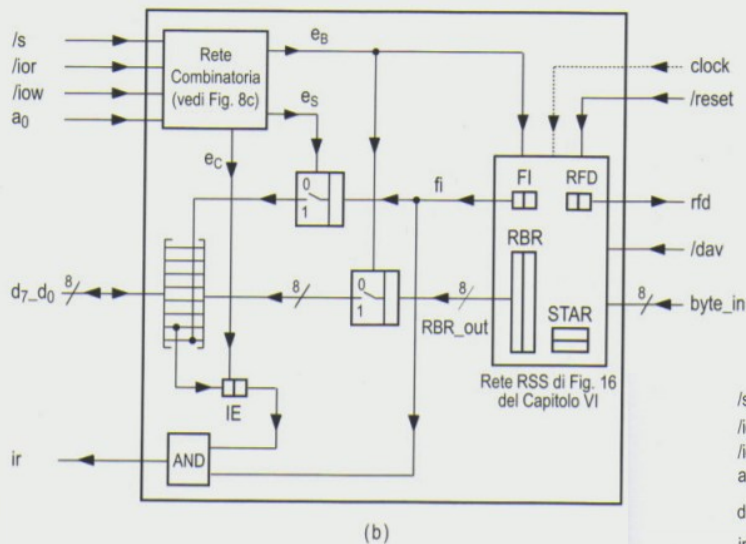 /s
/ior
/iow
a0
Rete
Combinatoria
(vedi Fig. 8c)
eB
eS
eC
clock
/reset
0
1
fi
FI
RFD
rfd
/dav
RBR
d7_d0
8
8
0
1
8
RBR_out
STAR
8
byte_in
Rete RSS di Fig. 16
del Capitolo VI
IE
ir
AND
(b)
/s
/i
/i
a
d
ir